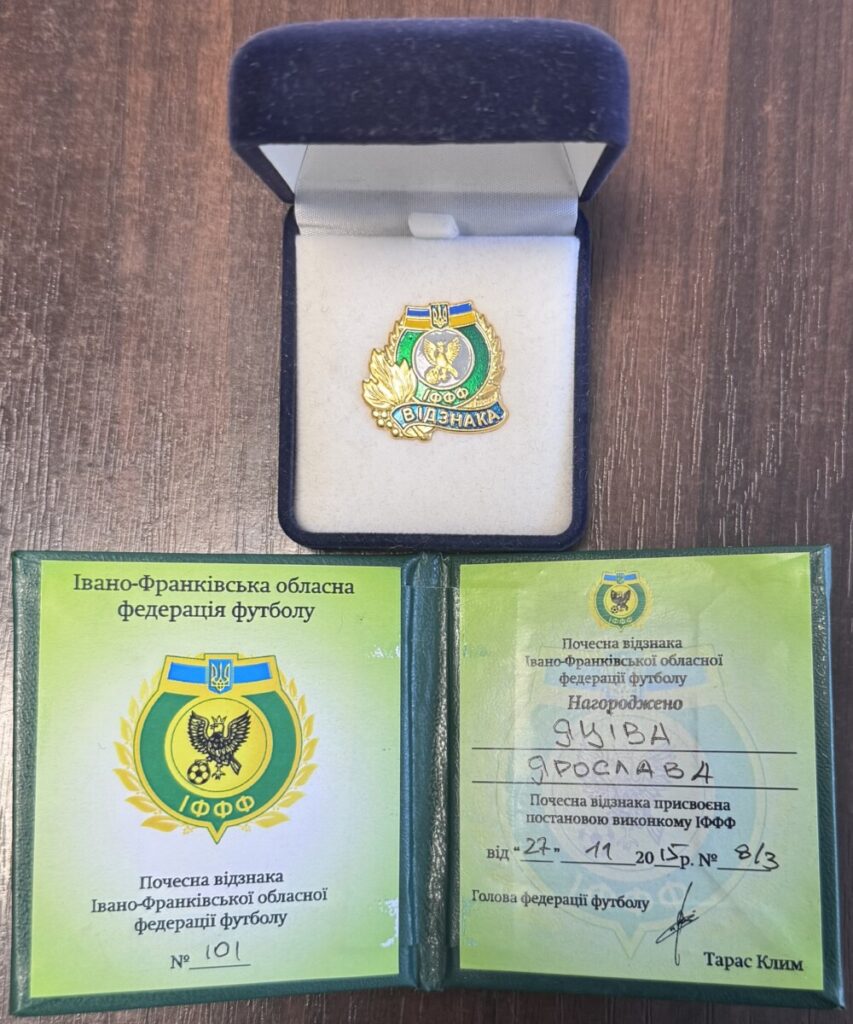 ІФФФ
ВІДЗНАКА
Івано-Франківська обласна
федерація футболу
ІФФФ
Почесна відзнака
Івано-Франківської обласної
федерації футболу
№ 101
ІФФФ
Почесна відзнака
Івано-Франківської обласної
федерації футболу
Нагороджено
ЯЦІВА
ЯРОСЛАВА
Почесна відзнака присвоєна
постановою виконкому ІФФФ
від "27" 11 2015р. № 8/3
Голова федерації футболу
Тарас Клим